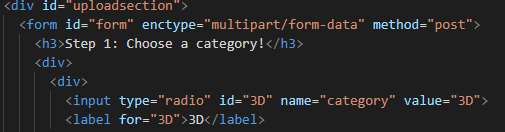 <div id="uploadsection">
<form id="form" enctype="multipart/form-data" method="post">
<h3>Step 1: Choose a category!</h3>
<div>
<div>
<input type="radio" id="3D" name="category" value="3D">
<label for="3D">3D</label>